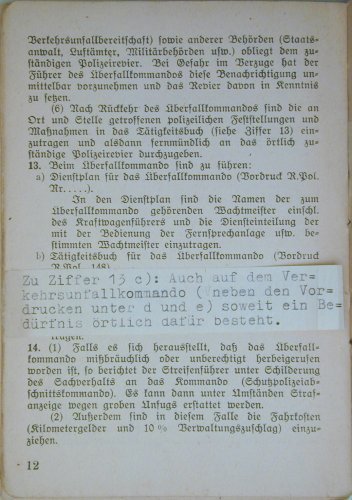 Verkehrsunfallbereitschaft) sowie anderer Behörden (Staats=
anwalt, Luftämter, Militärbehörden usw.) obliegt dem zu=
ständigen Polizeirevier. Bei Gefahr im Verzuge hat der
Führer des Überfallkommandos diese Benachrichtigung un=
mittelbar vorzunehmen und das Revier davon in Kenntnis
zu setzen.
(6) Nach Rückkehr des Überfallkommandos sind die an
Ort und Stelle getroffenen polizeilichen Feststellungen und
Maßnahmen in das Tätigkeitsbuch (siehe Ziffer 13) ein=
zutragen und alsdann fernmündlich an das örtlich zu=
ständige Polizeirevier durchzugeben.
13. Beim Überfallkommando sind zu führen:
a) Dienstplan für das Überfallkommando (Vordruck R.Pol.
Nr.....).
In den Dienstplan sind die Namen der zum
Überfallkommando gehörenden Wachtmeister einschl.
des Kraftwagenführers und die Diensteinteilung der
mit der Bedienung der Fernsprechanlage usw. be=
stimmten Wachtmeister einzutragen.
b) Tätigkeitsbuch für das Überfallkommando (Vordruck
R.Pol. 148)
Zu Ziffer 13 c): Auch auf dem Ver=
kehrsunfallkommando ( neben den Vor=
drucken unter d und e) soweit ein Be=
dürfnis örtlich dafür besteht.
14. (1) Falls es sich herausstellt, daß das Überfall=
kommando mißbräuchlich oder unberechtigt herbeigerufen
worden ist, so berichtet der Streifenführer unter Schilderung
des Sachverhalts an das Kommando (Schutzpolizeiab=
schnittskommando). Es kann dann unter Umständen Straf=
anzeige wegen groben Unfugs erstattet werden.
(2) Außerdem sind in diesem Falle die Fahrkosten
(Kilometergelder und 10 % Verwaltungszuschlag) einzu=
ziehen.
12